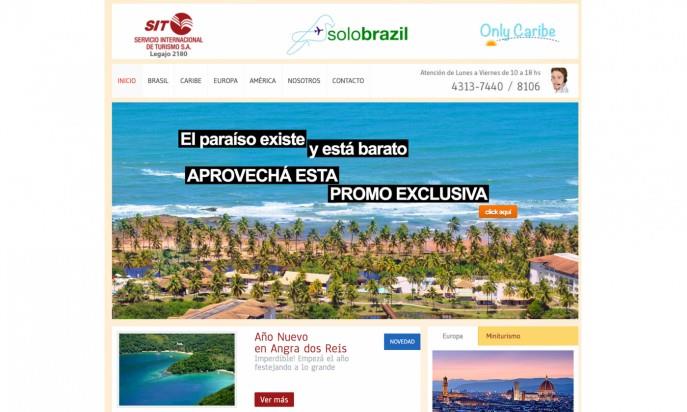 SIT
SERVICIO INTERNACIONAL
DE TURISMO S.A.
Legajo 2180
solobrazil
Only Caribe
INICIO BRASIL CARIBE EUROPA AMÉRICA NOSOTROS CONTACTO
Atención de Lunes a Viernes de 10 a 18 hs
4313-7440 / 8106
El paraíso existe
y está barato
APROVECHÁ ESTA
PROMO EXCLUSIVA
click aquí
Año Nuevo
en Angra dos Reis
NOVEDAD
Imperdible! Empezá el año
festejando a lo grande
Ver más
Europa Miniturismo